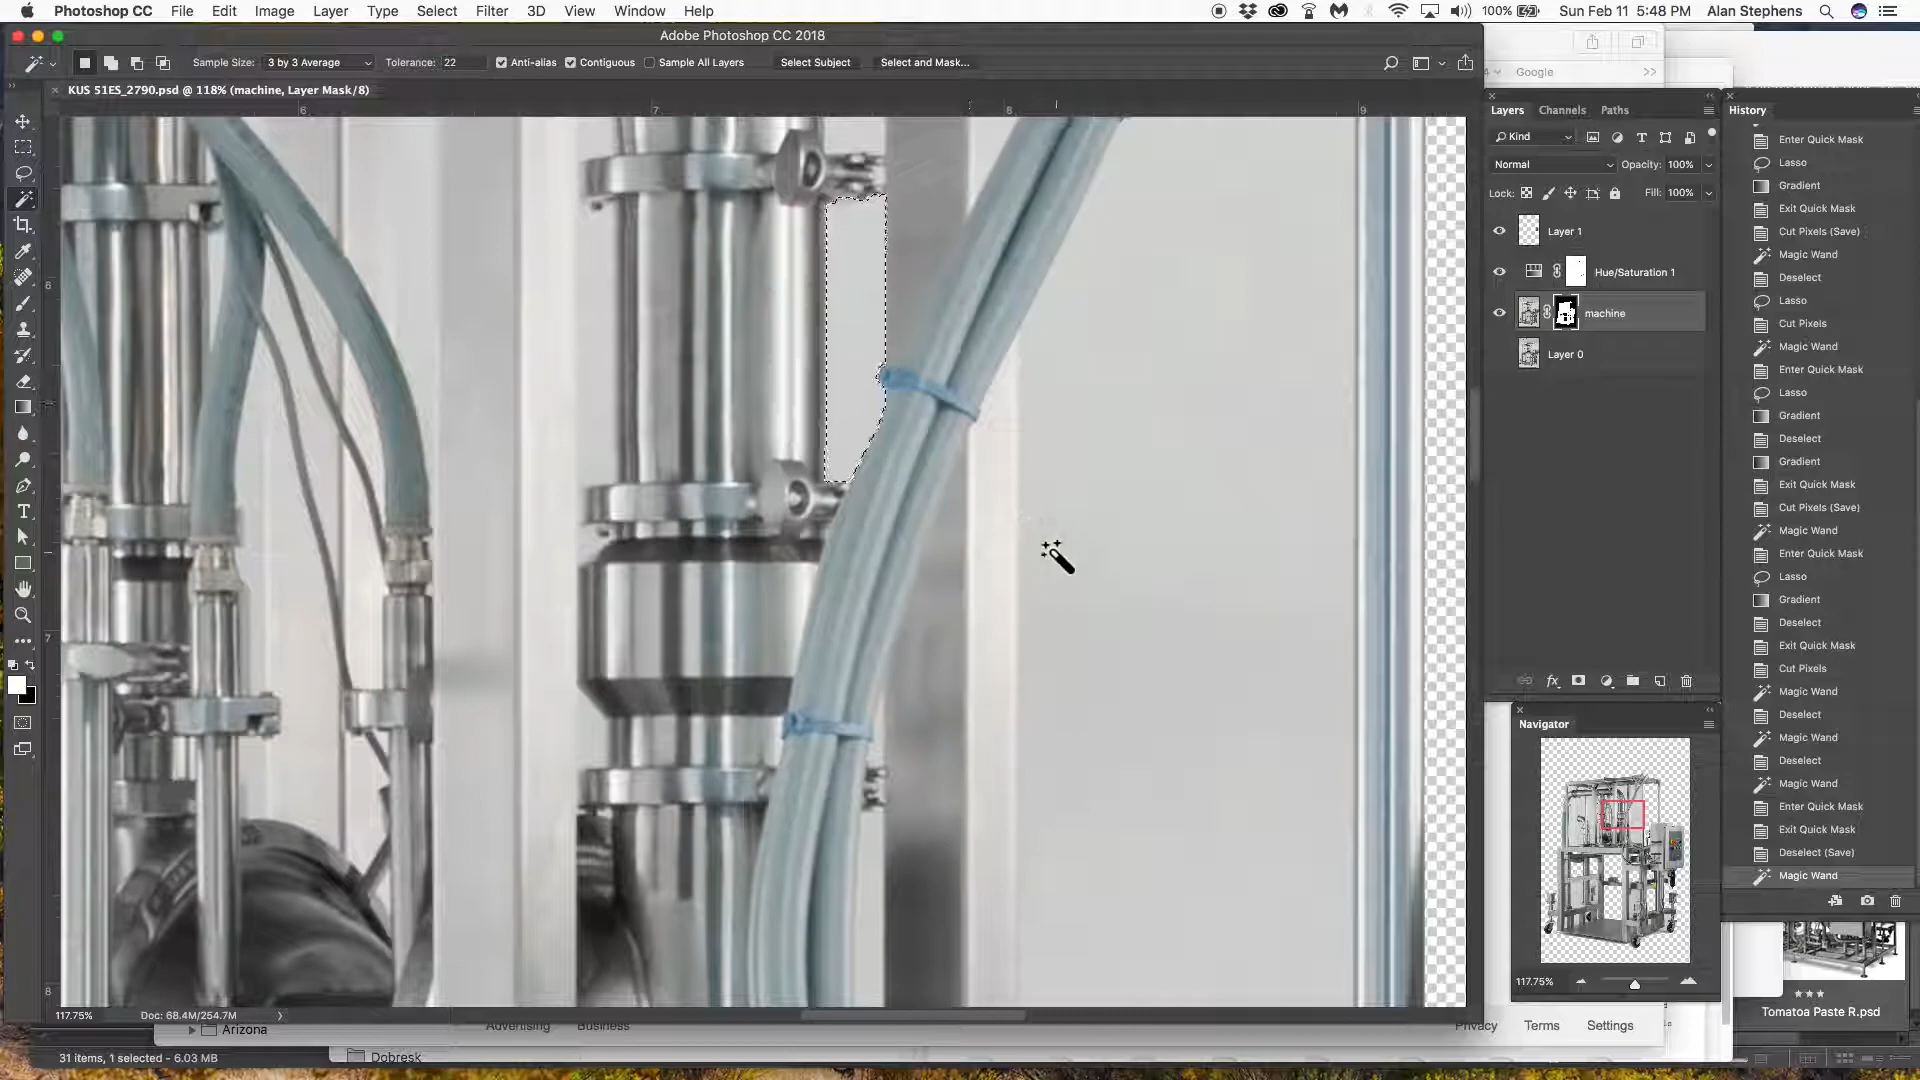 Photoshop CC File Edit Image Layer Type Select Filter 3D View Window Help 100% Sun Feb 11 5:48 PM Alan Stephens
Adobe Photoshop CC 2018
Sample Size: 3 by 3 Average Tolerance: 22 Anti-alias Contiguous Sample All Layers Select Subject Select and Mask...
Google
KUS 51ES_2790.psd @ 118% (machine, Layer Mask/8)
6 7 8 9
6
7
8
Layers Channels Paths
Kind
Normal Opacity: 100%
Lock: Fill: 100%
Layer 1
Hue/Saturation 1
machine
Layer 0
fx
Navigator
117.75%
History
Enter Quick Mask
Lasso
Gradient
Exit Quick Mask
Cut Pixels (Save)
Magic Wand
Deselect
Lasso
Cut Pixels
Magic Wand
Enter Quick Mask
Lasso
Gradient
Deselect
Gradient
Exit Quick Mask
Cut Pixels (Save)
Magic Wand
Enter Quick Mask
Lasso
Gradient
Deselect
Exit Quick Mask
Cut Pixels
Magic Wand
Deselect
Magic Wand
Deselect
Magic Wand
Enter Quick Mask
Exit Quick Mask
Deselect (Save)
Magic Wand
Tomatoa Paste R.psd
117.75% Doc: 68.4M/254.7M
Arizona Advertising Business Privacy Terms Settings
31 items, 1 selected - 6.03 MB Dobresk